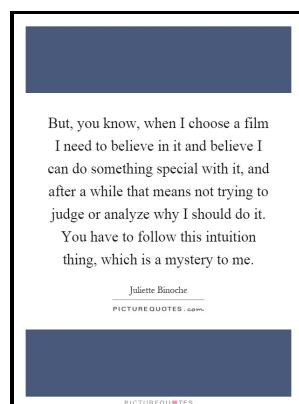 But, you know, when I choose a film
I need to believe in it and believe I
can do something special with it, and
after a while that means not trying to
judge or analyze why I should do it.
You have to follow this intuition
thing, which is a mystery to me.
Juliette Binoche
PICTUREQUOTES.com
PICTUREQUOTES